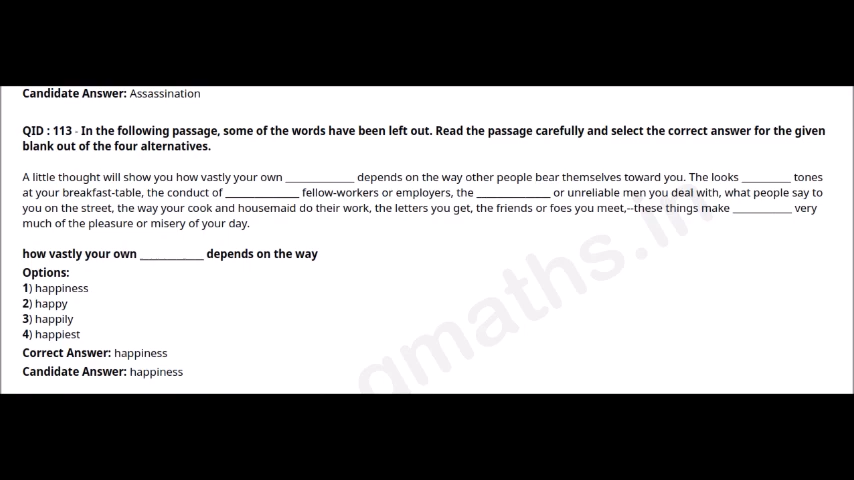 Candidate Answer: Assassination
QID : 113 - In the following passage, some of the words have been left out. Read the passage carefully and select the correct answer for the given
blank out of the four alternatives.
A little thought will show you how vastly your own ____________ depends on the way other people bear themselves toward you. The looks _________ tones
at your breakfast-table, the conduct of _____________ fellow-workers or employers, the _____________ or unreliable men you deal with, what people say to
you on the street, the way your cook and housemaid do their work, the letters you get, the friends or foes you meet,--these things make ___________ very
much of the pleasure or misery of your day.
how vastly your own ____________ depends on the way
Options:
1) happiness
2) happy
3) happily
4) happiest
Correct Answer: happiness
Candidate Answer: happiness
qmaths.in